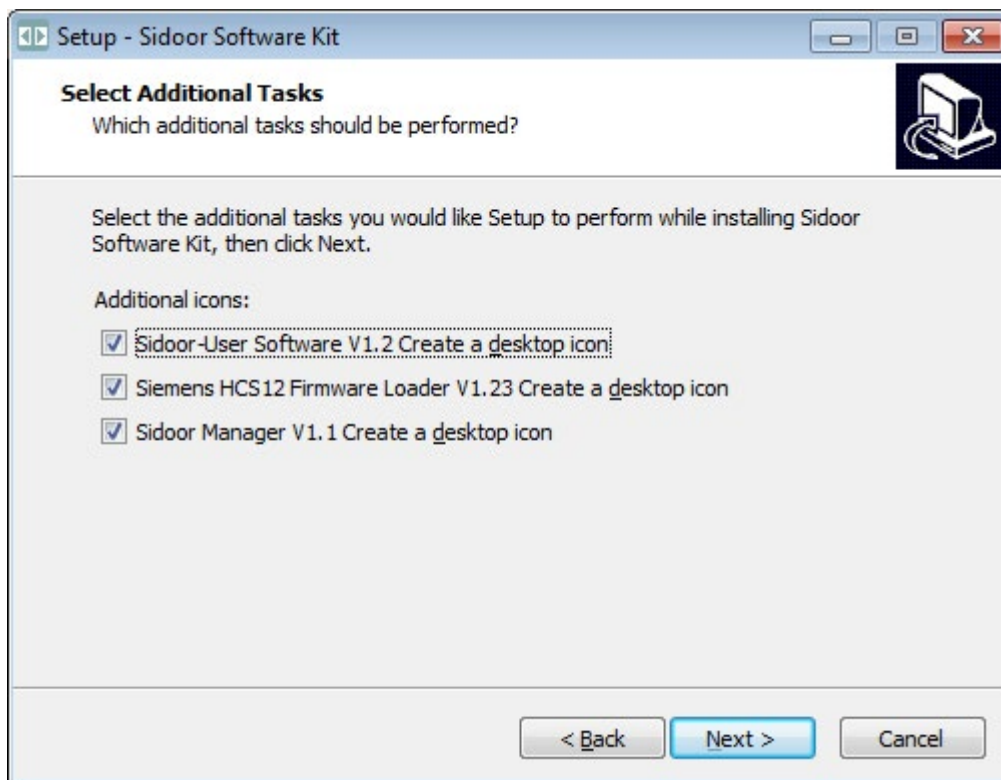 Setup - Sidoor Software Kit
Select Additional Tasks
Which additional tasks should be performed?
Select the additional tasks you would like Setup to perform while installing Sidoor
Software Kit, then click Next.
Additional icons:
Sidoor-User Software V1.2 Create a desktop icon
Siemens HCS12 Firmware Loader V1.23 Create a desktop icon
Sidoor Manager V1.1 Create a desktop icon
< Back Next > Cancel